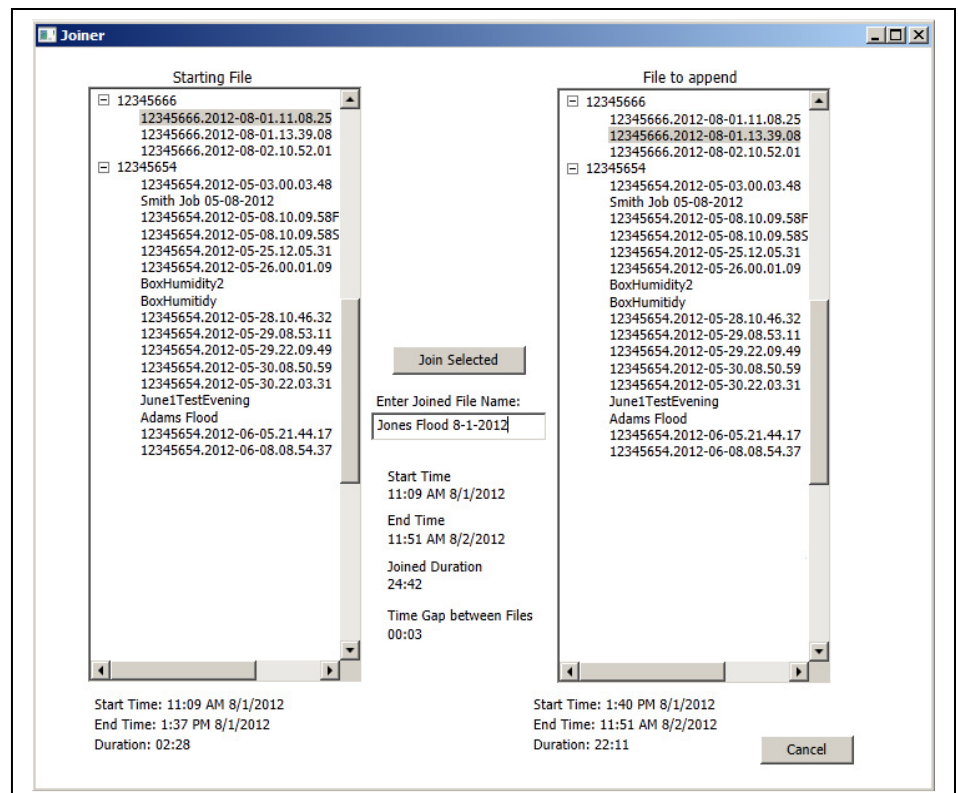 Joiner
Starting File
12345666
12345666.2012-08-01.11.08.25
12345666.2012-08-01.13.39.08
12345666.2012-08-02.10.52.01
12345654
12345654.2012-05-03.00.03.48
Smith Job 05-08-2012
12345654.2012-05-08.10.09.58F
12345654.2012-05-08.10.09.58S
12345654.2012-05-25.12.05.31
12345654.2012-05-26.00.01.09
BoxHumidity2
BoxHumitidy
12345654.2012-05-28.10.46.32
12345654.2012-05-29.08.53.11
12345654.2012-05-29.22.09.49
12345654.2012-05-30.08.50.59
12345654.2012-05-30.22.03.31
June1TestEvening
Adams Flood
12345654.2012-06-05.21.44.17
12345654.2012-06-08.08.54.37
Start Time: 11:09 AM 8/1/2012
End Time: 1:37 PM 8/1/2012
Duration: 02:28
Join Selected
Enter Joined File Name:
Jones Flood 8-1-2012
Start Time
11:09 AM 8/1/2012
End Time
11:51 AM 8/2/2012
Joined Duration
24:42
Time Gap between Files
00:03
File to append
12345666
12345666.2012-08-01.11.08.25
12345666.2012-08-01.13.39.08
12345666.2012-08-02.10.52.01
12345654
12345654.2012-05-03.00.03.48
Smith Job 05-08-2012
12345654.2012-05-08.10.09.58F
12345654.2012-05-08.10.09.58S
12345654.2012-05-25.12.05.31
12345654.2012-05-26.00.01.09
BoxHumidity2
BoxHumitidy
12345654.2012-05-28.10.46.32
12345654.2012-05-29.08.53.11
12345654.2012-05-29.22.09.49
12345654.2012-05-30.08.50.59
12345654.2012-05-30.22.03.31
June1TestEvening
Adams Flood
12345654.2012-06-05.21.44.17
12345654.2012-06-08.08.54.37
Start Time: 1:40 PM 8/1/2012
End Time: 11:51 AM 8/2/2012
Duration: 22:11
Cancel